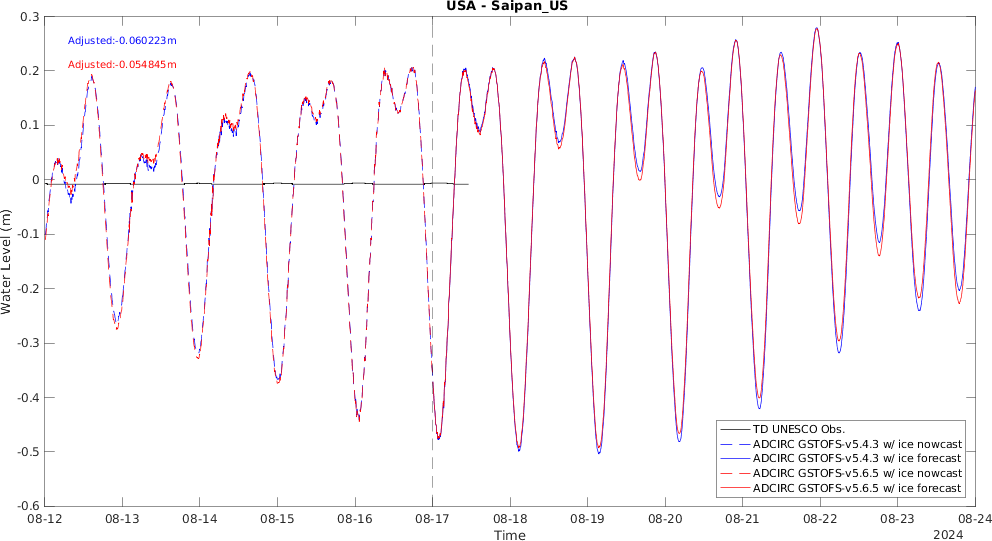 USA - Saipan_US
Adjusted:-0.060223m
Adjusted:-0.054845m
0.3
0.2
0.1
0
-0.1
-0.2
-0.3
-0.4
-0.5
-0.6
Water Level (m)
TD UNESCO Obs.
ADCIRC GSTOFS-v5.4.3 w/ ice nowcast
ADCIRC GSTOFS-v5.4.3 w/ ice forecast
ADCIRC GSTOFS-v5.6.5 w/ ice nowcast
ADCIRC GSTOFS-v5.6.5 w/ ice forecast
08-12 08-13 08-14 08-15 08-16 08-17 08-18 08-19 08-20 08-21 08-22 08-23 08-24
Time
2024